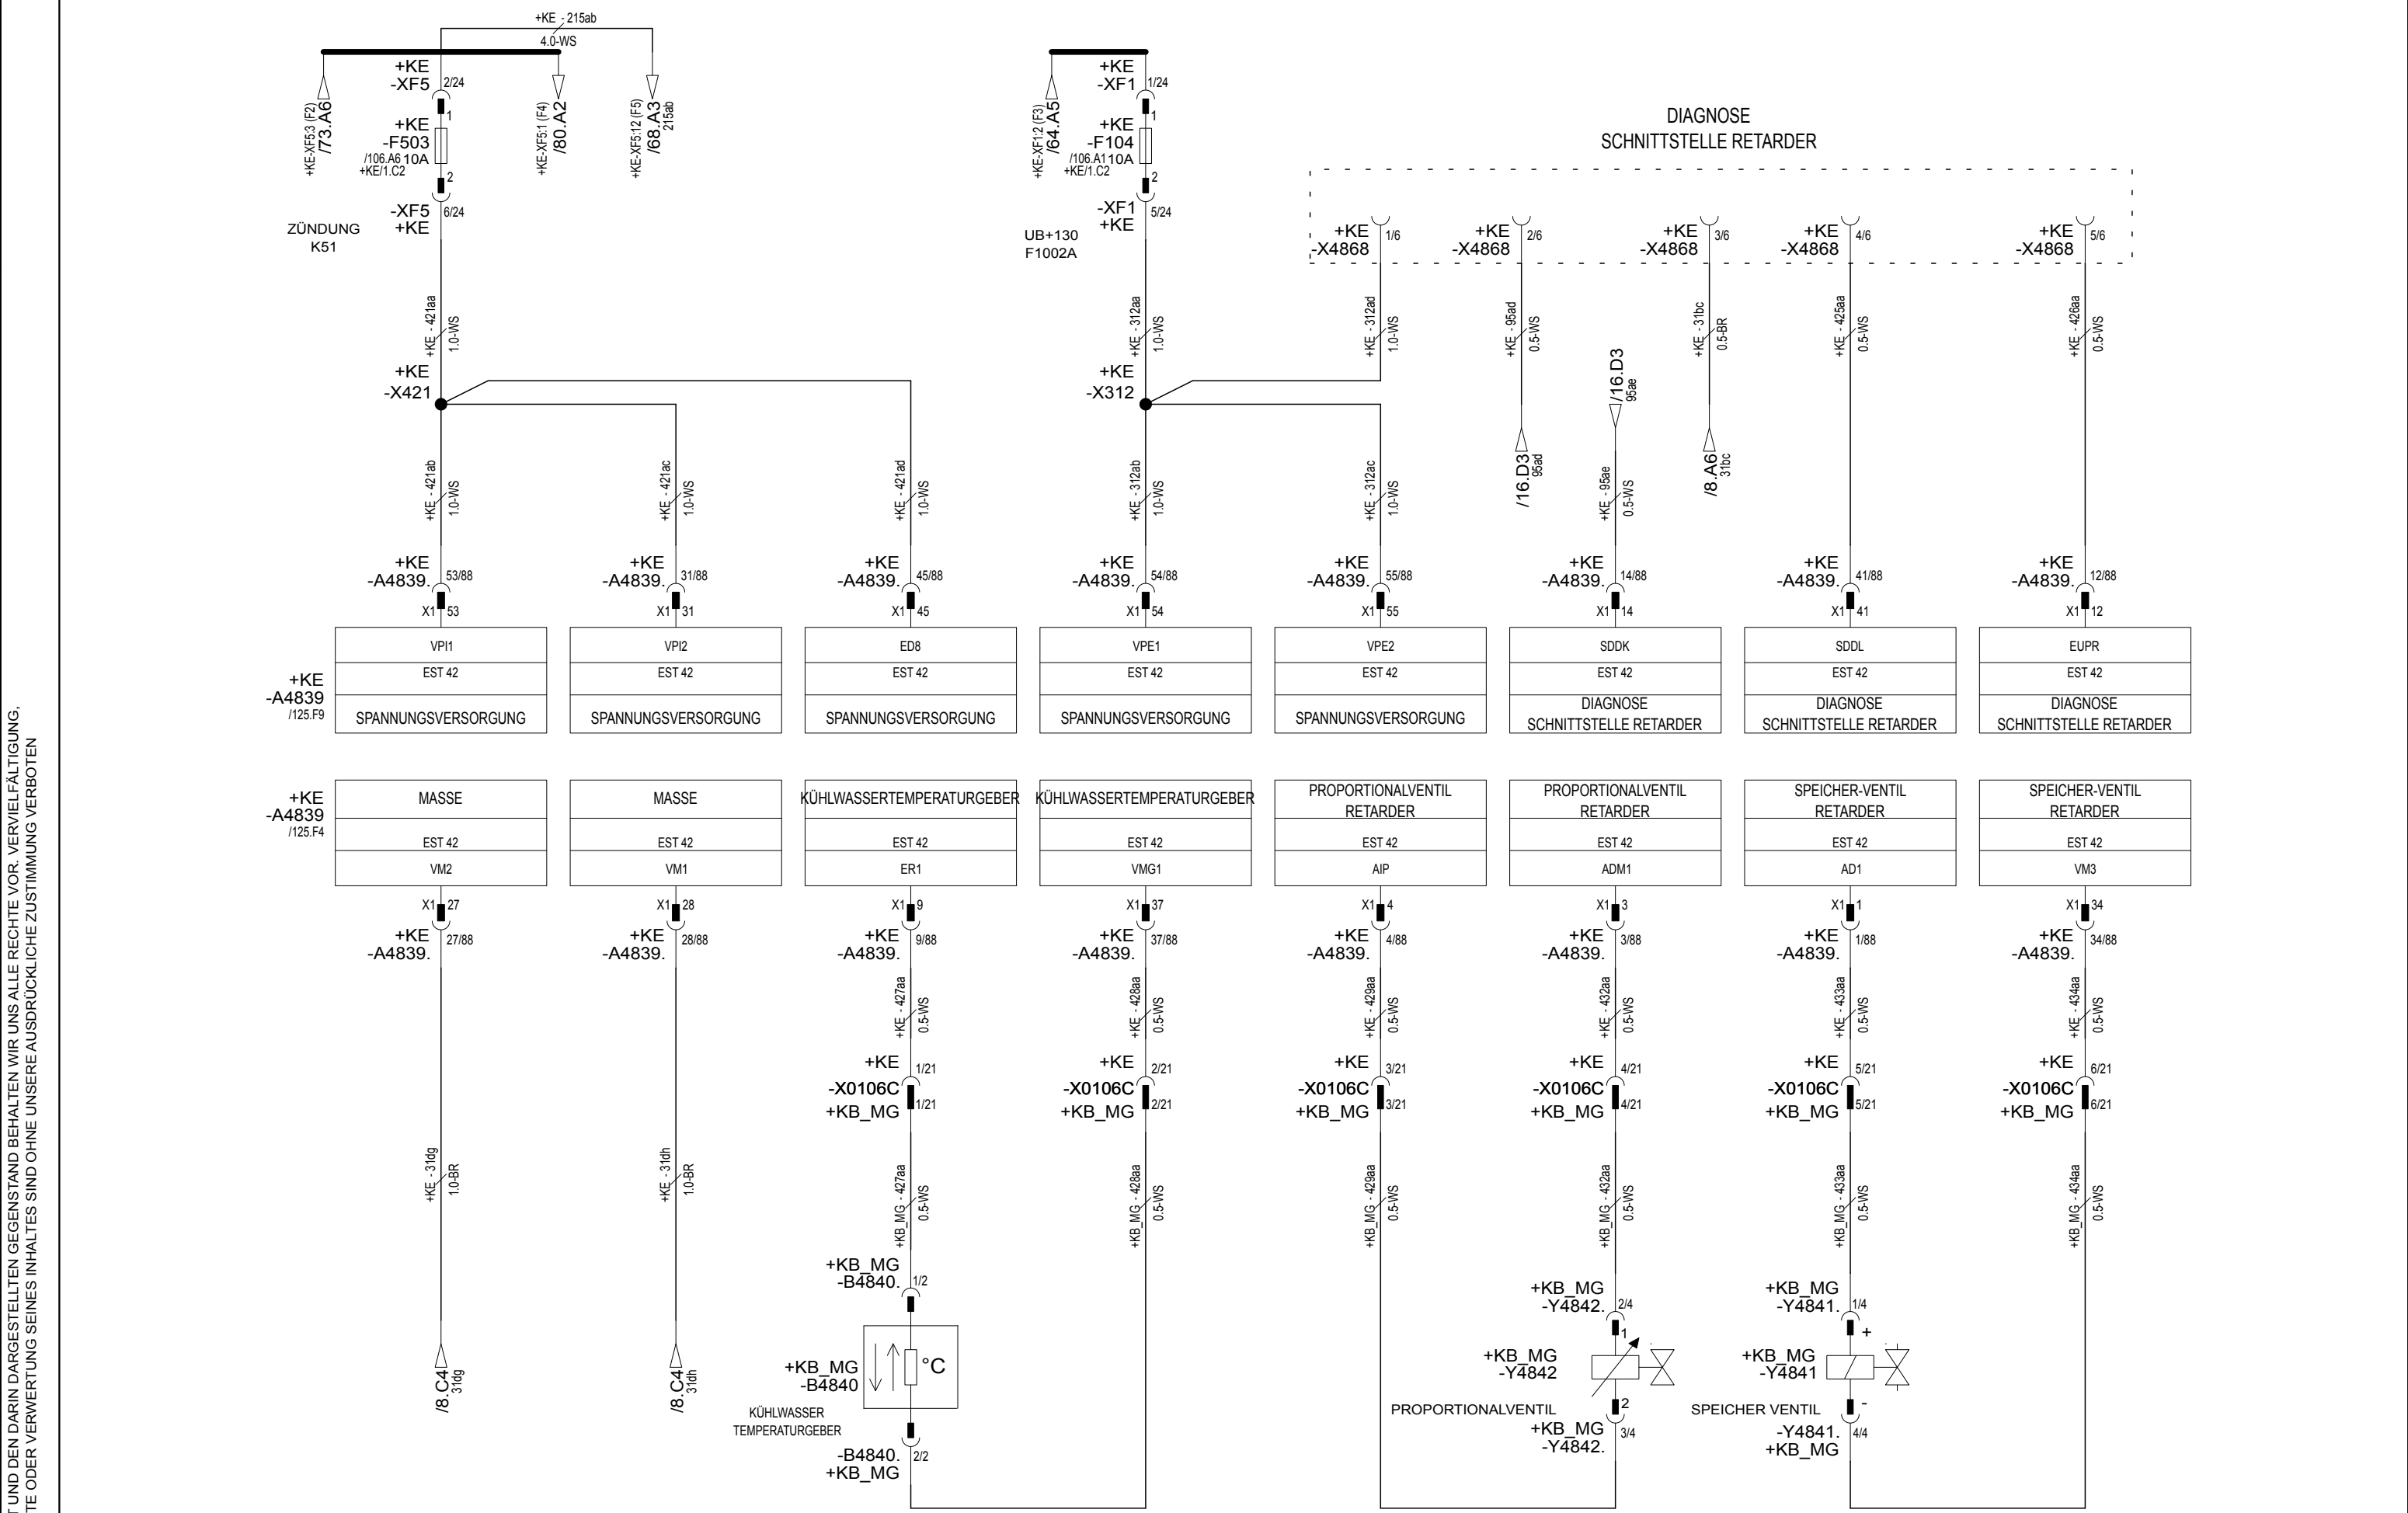 +KE - 215ab
4.0-WS
+KE
-XF5 2/24
1
+KE
-F503
/106.A6 10A
+KE/1.C2
2
-XF5 6/24
+KE
ZÜNDUNG
K51
+KE-XF5:3 (F2)
/73.A6
+KE-XF5:1 (F4)
/80.A2
+KE-XF5:12 (F5)
/68.A3
215ab
+KE
-XF1 1/24
1
+KE
-F104
/106.A1 10A
+KE/1.C2
2
-XF1 5/24
+KE
UB+130
F1002A
+KE-XF1:2 (F3)
/64.A5
DIAGNOSE
SCHNITTSTELLE RETARDER
+KE 1/6
-X4868
+KE 2/6
-X4868
+KE 3/6
-X4868
+KE 4/6
-X4868
+KE 5/6
-X4868
+KE - 421aa
1.0-WS
+KE - 312aa
1.0-WS
+KE - 312ad
1.0-WS
+KE - 95ad
0.5-WS
+KE - 31bc
0.5-BR
+KE - 425aa
0.5-WS
+KE - 426aa
0.5-WS
+KE
-X421
+KE
-X312
/16.D3
95ae
/16.D3
95ad
/8.A6
31bc
+KE - 421ab
1.0-WS
+KE - 421ac
1.0-WS
+KE - 421ad
1.0-WS
+KE - 312ab
1.0-WS
+KE - 312ac
1.0-WS
+KE - 95ae
0.5-WS
+KE
-A4839. 53/88
X1 53
+KE
-A4839. 31/88
X1 31
+KE
-A4839. 45/88
X1 45
+KE
-A4839. 54/88
X1 54
+KE
-A4839. 55/88
X1 55
+KE
-A4839. 14/88
X1 14
+KE
-A4839. 41/88
X1 41
+KE
-A4839. 12/88
X1 12
+KE
-A4839
/125.F9
VPI1
EST 42
SPANNUNGSVERSORGUNG
VPI2
EST 42
SPANNUNGSVERSORGUNG
ED8
EST 42
SPANNUNGSVERSORGUNG
VPE1
EST 42
SPANNUNGSVERSORGUNG
VPE2
EST 42
SPANNUNGSVERSORGUNG
SDDK
EST 42
DIAGNOSE
SCHNITTSTELLE RETARDER
SDDL
EST 42
DIAGNOSE
SCHNITTSTELLE RETARDER
EUPR
EST 42
DIAGNOSE
SCHNITTSTELLE RETARDER
+KE
-A4839
/125.F4
MASSE
EST 42
VM2
MASSE
EST 42
VM1
KÜHLWASSERTEMPERATURGEBER
EST 42
ER1
KÜHLWASSERTEMPERATURGEBER
EST 42
VMG1
PROPORTIONALVENTIL
RETARDER
EST 42
AIP
PROPORTIONALVENTIL
RETARDER
EST 42
ADM1
SPEICHER-VENTIL
RETARDER
EST 42
AD1
SPEICHER-VENTIL
RETARDER
EST 42
VM3
X1 27
+KE 27/88
-A4839.
X1 28
+KE 28/88
-A4839.
X1 9
+KE 9/88
-A4839.
X1 37
+KE 37/88
-A4839.
X1 4
+KE 4/88
-A4839.
X1 3
+KE 3/88
-A4839.
X1 1
+KE 1/88
-A4839.
X1 34
+KE 34/88
-A4839.
+KE - 427aa
0.5-WS
+KE - 428aa
0.5-WS
+KE - 429aa
0.5-WS
+KE - 432aa
0.5-WS
+KE - 433aa
0.5-WS
+KE - 434aa
0.5-WS
+KE 1/21
-X0106C
+KB_MG 1/21
+KE 2/21
-X0106C
+KB_MG 2/21
+KE 3/21
-X0106C
+KB_MG 3/21
+KE 4/21
-X0106C
+KB_MG 4/21
+KE 5/21
-X0106C
+KB_MG 5/21
+KE 6/21
-X0106C
+KB_MG 6/21
+KE - 31dg
1.0-BR
+KE - 31dh
1.0-BR
+KB_MG - 427aa
0.5-WS
+KB_MG - 428aa
0.5-WS
+KB_MG - 429aa
0.5-WS
+KB_MG - 432aa
0.5-WS
+KB_MG - 433aa
0.5-WS
+KB_MG - 434aa
0.5-WS
/8.C4
31dg
/8.C4
31dh
+KB_MG
-B4840. 1/2
+KB_MG
-B4840
°C
KÜHLWASSER
TEMPERATURGEBER
-B4840. 2/2
+KB_MG
+KB_MG
-Y4842. 2/4
1
+KB_MG
-Y4842
PROPORTIONALVENTIL
2
+KB_MG 3/4
-Y4842.
+KB_MG
-Y4841. 1/4
+
+KB_MG
-Y4841
SPEICHER VENTIL
-
-Y4841. 4/4
+KB_MG
T UND DEN DARIN DARGESTELLTEN GEGENSTAND BEHALTEN WIR UNS ALLE RECHTE VOR. VERVIELFÄLTIGUNG,
TE ODER VERWERTUNG SEINES INHALTES SIND OHNE UNSERE AUSDRÜCKLICHE ZUSTIMMUNG VERBOTEN